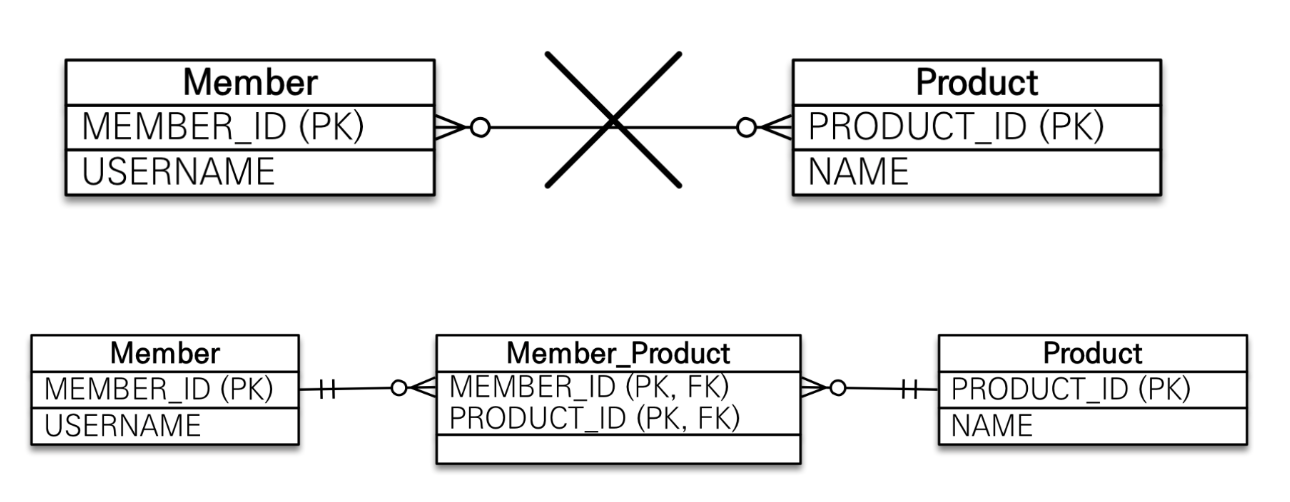 Member
MEMBER_ID (PK)
USERNAME
Product
PRODUCT_ID (PK)
NAME
Member
MEMBER_ID (PK)
USERNAME
Member_Product
MEMBER_ID (PK, FK)
PRODUCT_ID (PK, FK)
Product
PRODUCT_ID (PK)
NAME